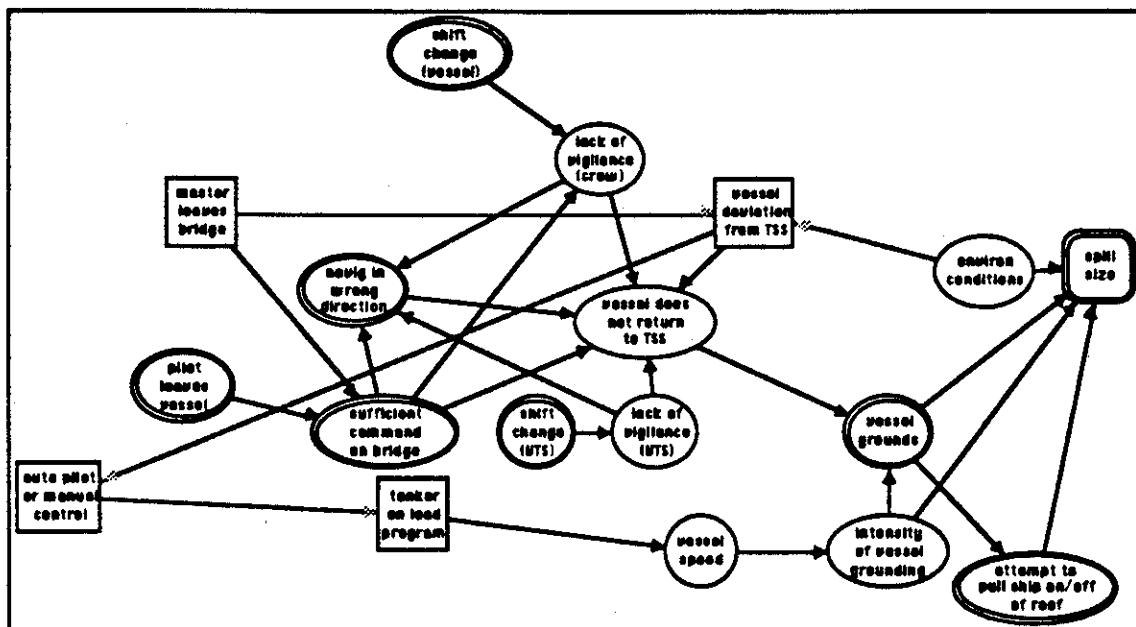 shift
change
(vessel)
lack of
vigilance
(crew)
master
leaves
bridge
vessel
deviation
from TSS
environ
conditions
spill
size
navig in
wrong
direction
vessel does
not return
to TSS
pilot
leaves
vessel
sufficient
command
on bridge
shift
change
(VTS)
lack of
vigilance
(VTS)
vessel
grounds
auto pilot
or manual
control
tanker
on load
program
vessel
speed
intensity
of vessel
grounding
attempt to
pull ship on/off
of reef